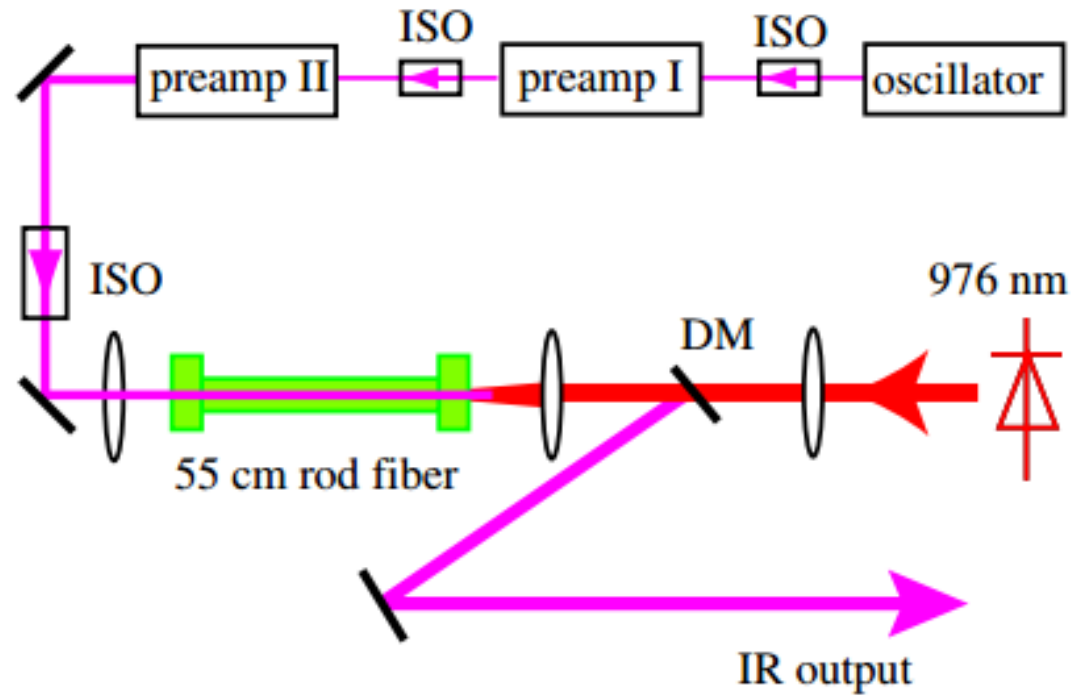 ISO
ISO
preamp II
preamp I
oscillator
ISO
976 nm
DM
55 cm rod fiber
IR output